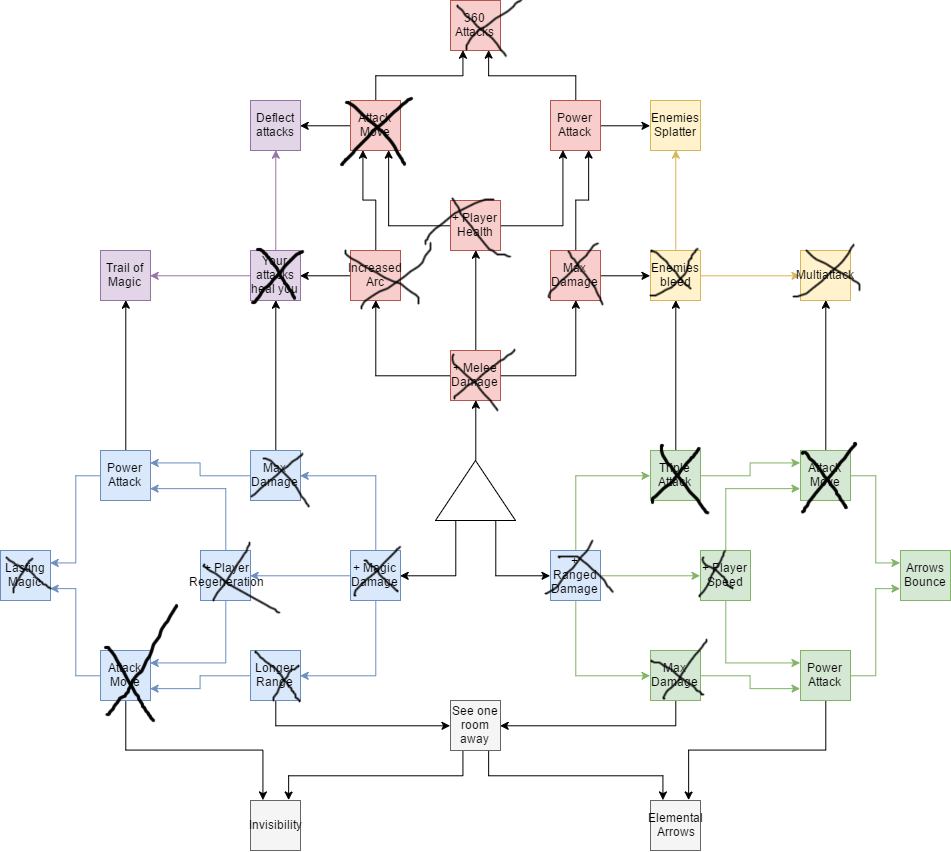 360
Attacks
Deflect
attacks
Attack
Move
Power
Attack
Enemies
Splatter
+ Player
Health
Trail of
Magic
Your
attacks
heal you
Increased
Arc
Max
Damage
Enemies
bleed
Multiattack
+ Melee
Damage
Power
Attack
Max
Damage
Triple
Attack
Attack
Move
Lasting
Magic
+ Player
Regeneration
+ Magic
Damage
+
Ranged
Damage
+ Player
Speed
Arrows
Bounce
Attack
Move
Longer
Range
Max
Damage
Power
Attack
See one
room
away
Invisibility
Elemental
Arrows